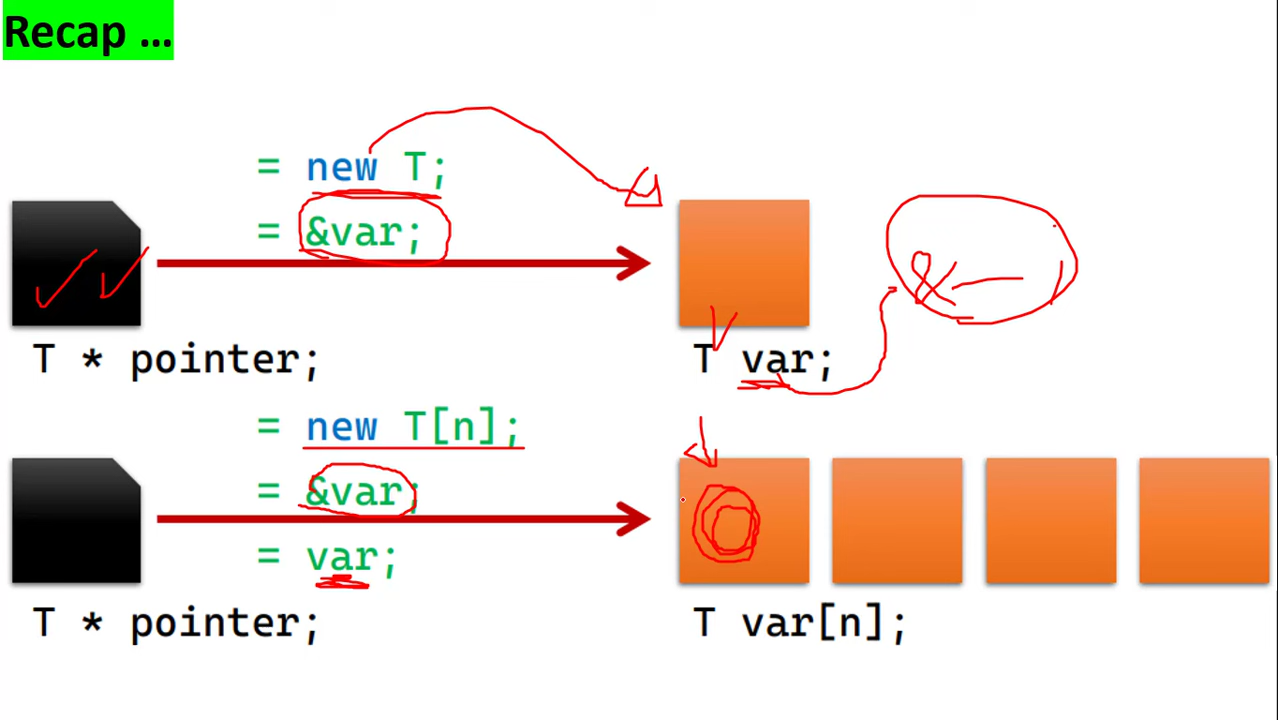 Recap ...
= new T;
= &var;
T * pointer;
T var;
&
= new T[n];
= &var;
= var;
T * pointer;
T var[n];